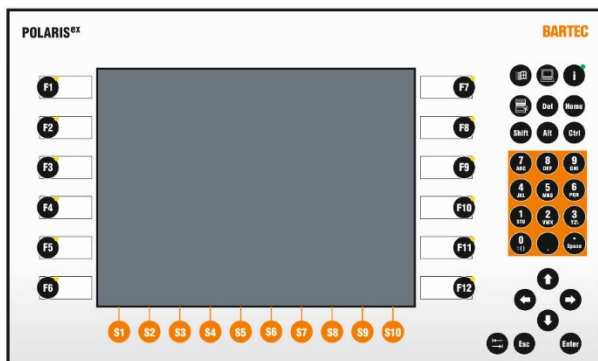 POLARISᵉˣ
BARTEC
F1
F2
F3
F4
F5
F6
F7
F8
F9
F10
F11
F12
S1 S2 S3 S4 S5 S6 S7 S8 S9 S10
i
Del Home
Shift Alt Ctrl
7 8 9
ABC DEF GHI
4 5 6
JKL MNO PQR
1 2 3
STU VWX YZ\
0 . -
:() Space
Esc Enter